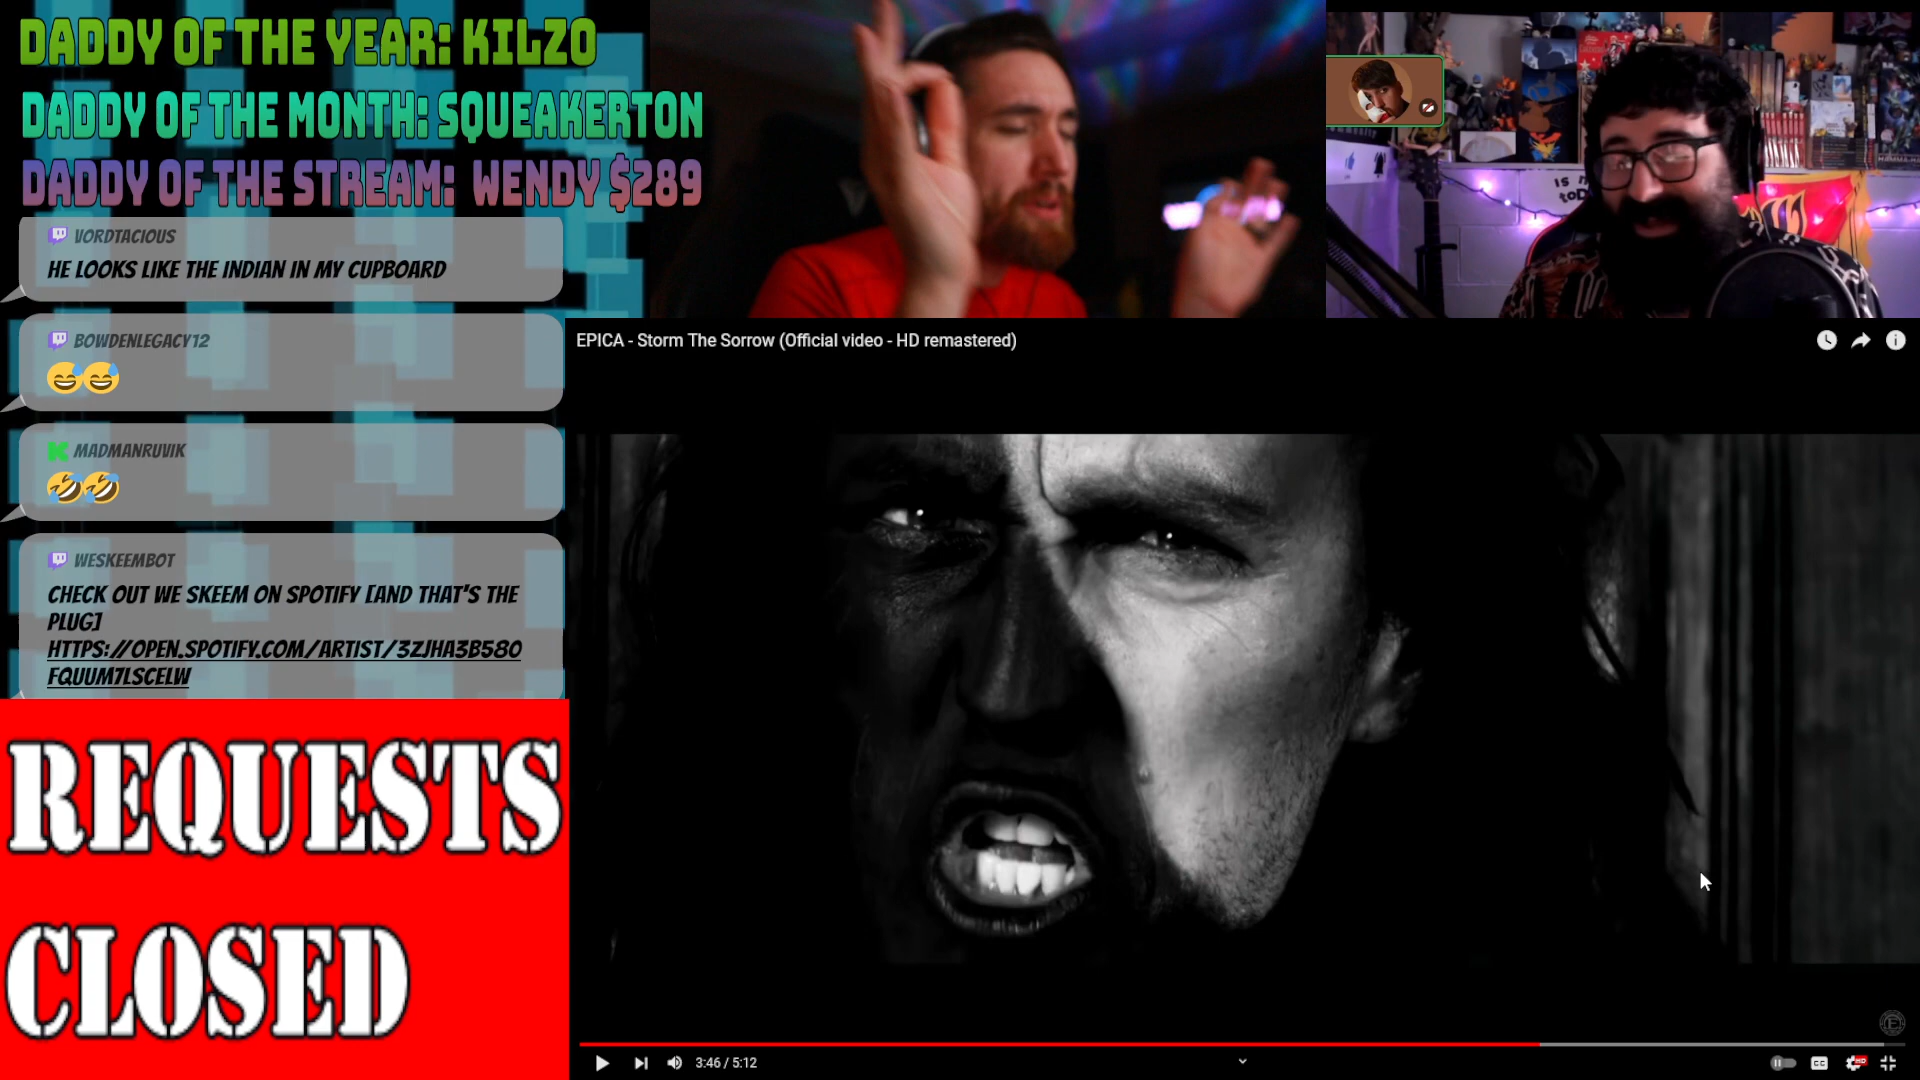 DADDY OF THE YEAR: KILZO
DADDY OF THE MONTH: SQUEAKERTON
DADDY OF THE STREAM: WENDY $289
VORDTACIOUS
HE LOOKS LIKE THE INDIAN IN MY CUPBOARD
BOWDENLEGACY12
MADMANRUVIK
WESKEEMBOT
CHECK OUT WE SKEEM ON SPOTIFY [AND THAT'S THE
PLUG]
HTTPS://OPEN.SPOTIFY.COM/ARTIST/3ZJHA3B580
FQUUM7LSCELW
REQUESTS
CLOSED
EPICA - Storm The Sorrow (Official video - HD remastered)
3:46 / 5:12
CC
HD